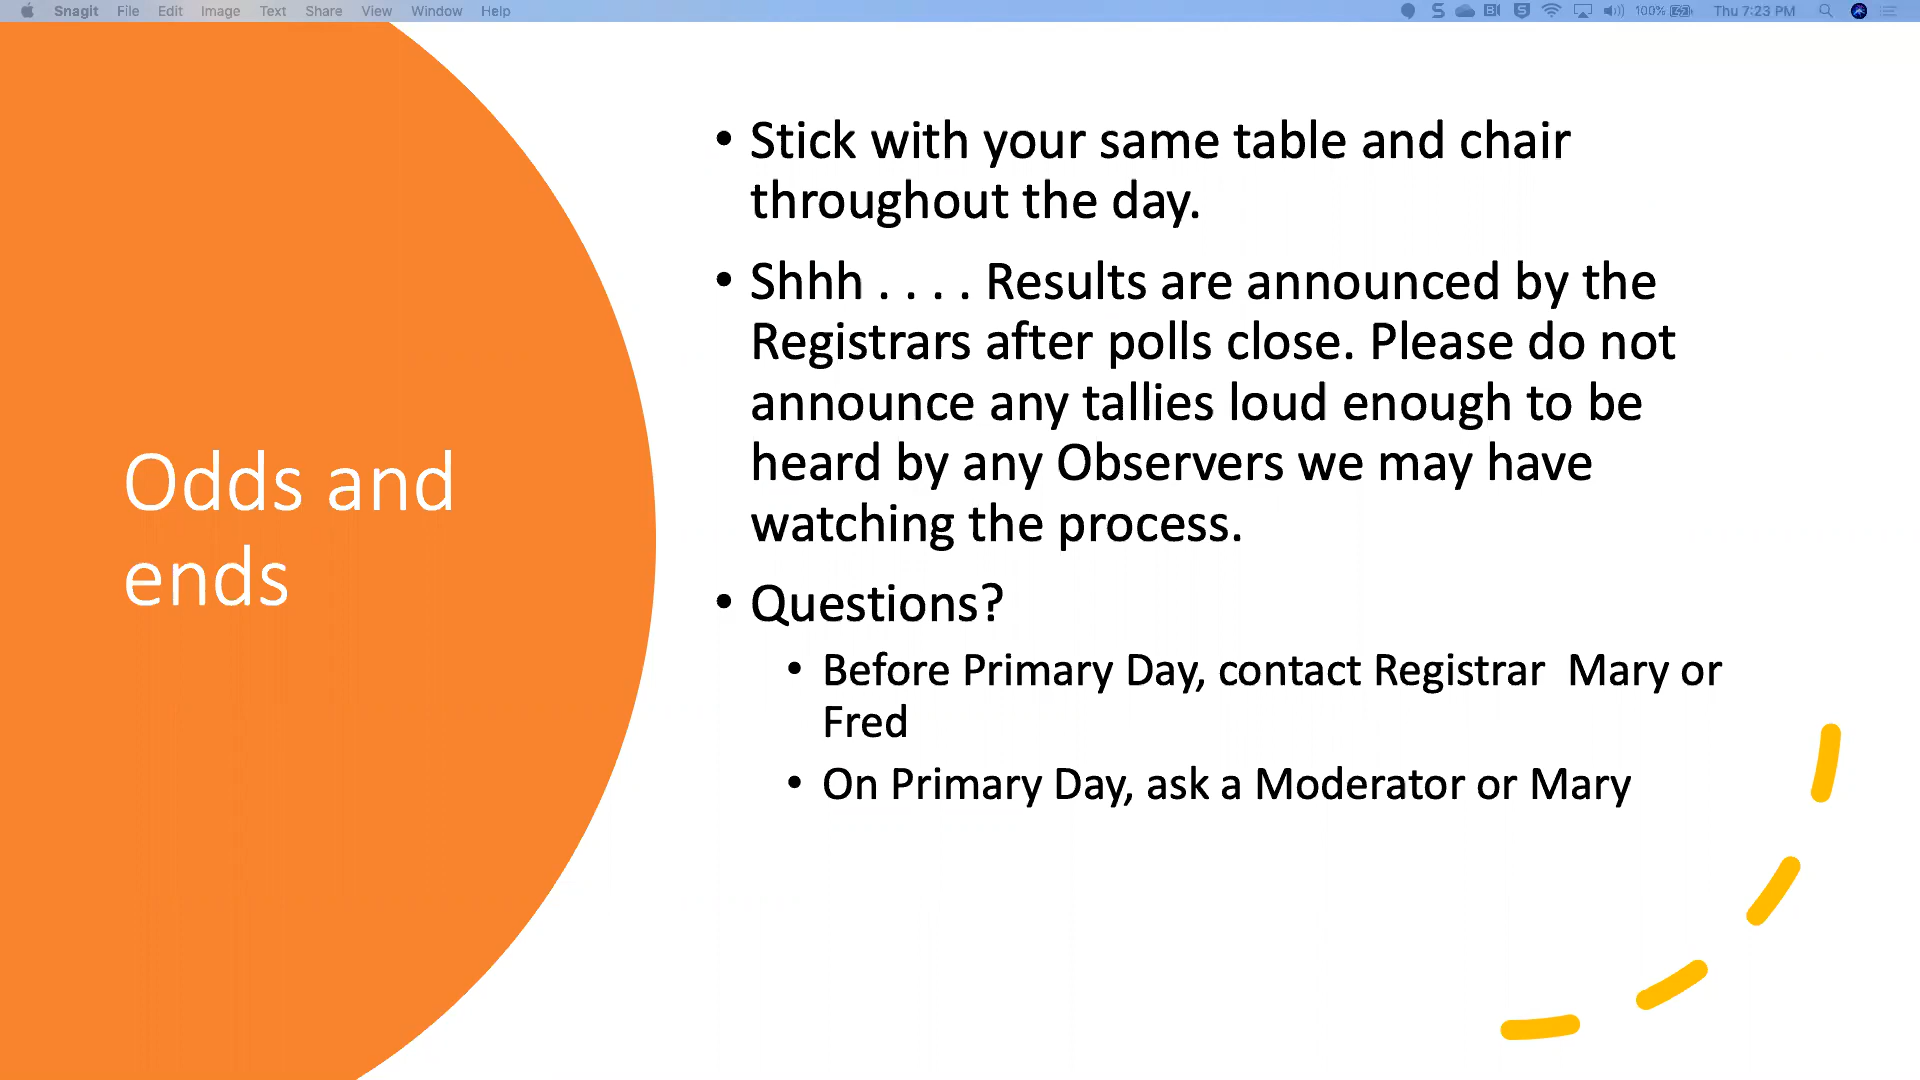 Snagit File Edit Image Text Share View Window Help 100% Thu 7:23 PM
Odds and
ends
• Stick with your same table and chair
throughout the day.
• Shhh . . . . Results are announced by the
Registrars after polls close. Please do not
announce any tallies loud enough to be
heard by any Observers we may have
watching the process.
• Questions?
• Before Primary Day, contact Registrar  Mary or
Fred
• On Primary Day, ask a Moderator or Mary